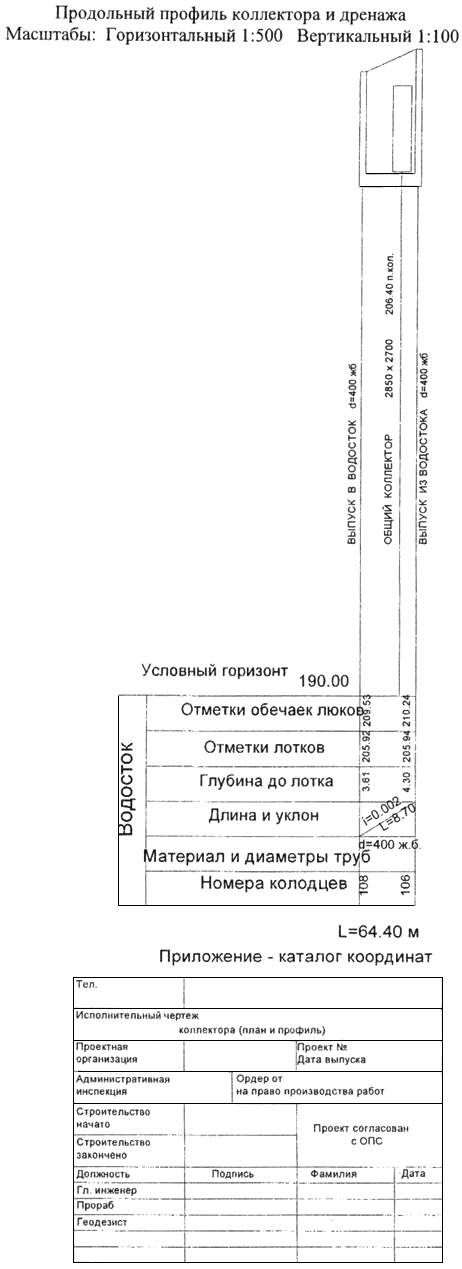 Продольный профиль коллектора и дренажа
Масштабы: Горизонтальный 1:500 Вертикальный 1:100
ВЫПУСК В ВОДОСТОК d=400 жб
ОБЩИЙ КОЛЛЕКТОР 2850 x 2700 206.40 п.кол.
ВЫПУСК ИЗ ВОДОСТОКА d=400 жб
Условный горизонт 190.00
Водосток
Отметки обечаек люков 209.53 210.24
Отметки лотков 205.92 205.94
Глубина до лотка 3.61 4.30
Длина и уклон i=0.002 L=8.70
Материал и диаметры труб d=400 ж.б.
Номера колодцев 108 106
L=64.40 м
Приложение - каталог координат
Тел.
Исполнительный чертеж
коллектора (план и профиль)
Проектная
организация
Проект №
Дата выпуска
Административная
инспекция
Ордер от
на право производства работ
Строительство
начато
Строительство
закончено
Проект согласован
с ОПС
Должность Подпись Фамилия Дата
Гл. инженер
Прораб
Геодезист